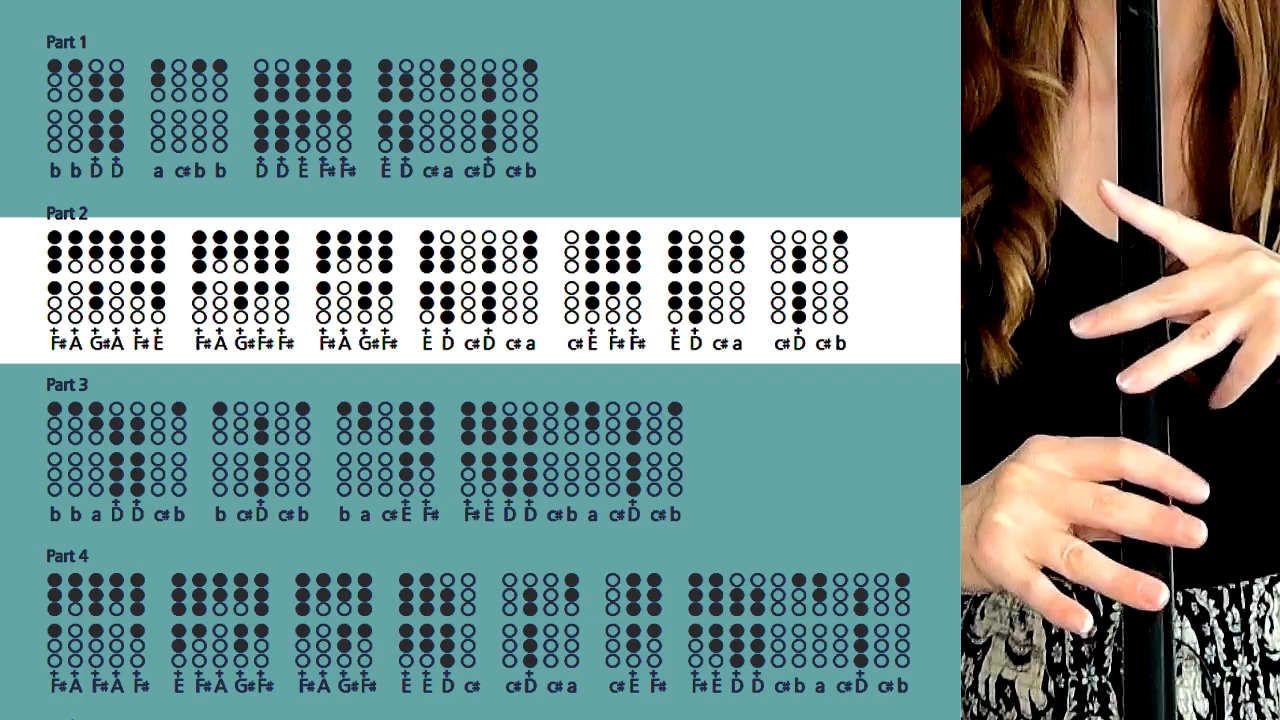 Part 1
b b D D a c# b b D D E F# F# E D c# a c# D c# b
+ + + + + + + + + +
Part 2
+ + + + + + + + + + + + + + + + + + + + + + + +
F# A G# A F# E F# A G# F# F# F# A G# F# E D c# D c# a c# E F# F# E D c# a c# D c# b
Part 3
b b a D D c# b b c# D c# b b a c# E F# F# E D D c# b a c# D c# b
Part 4
F# A F# A F# E F# A G# F# F# A G# F# E E D c# c# D c# a c# E F# F# E D D c# b a c# D c# b